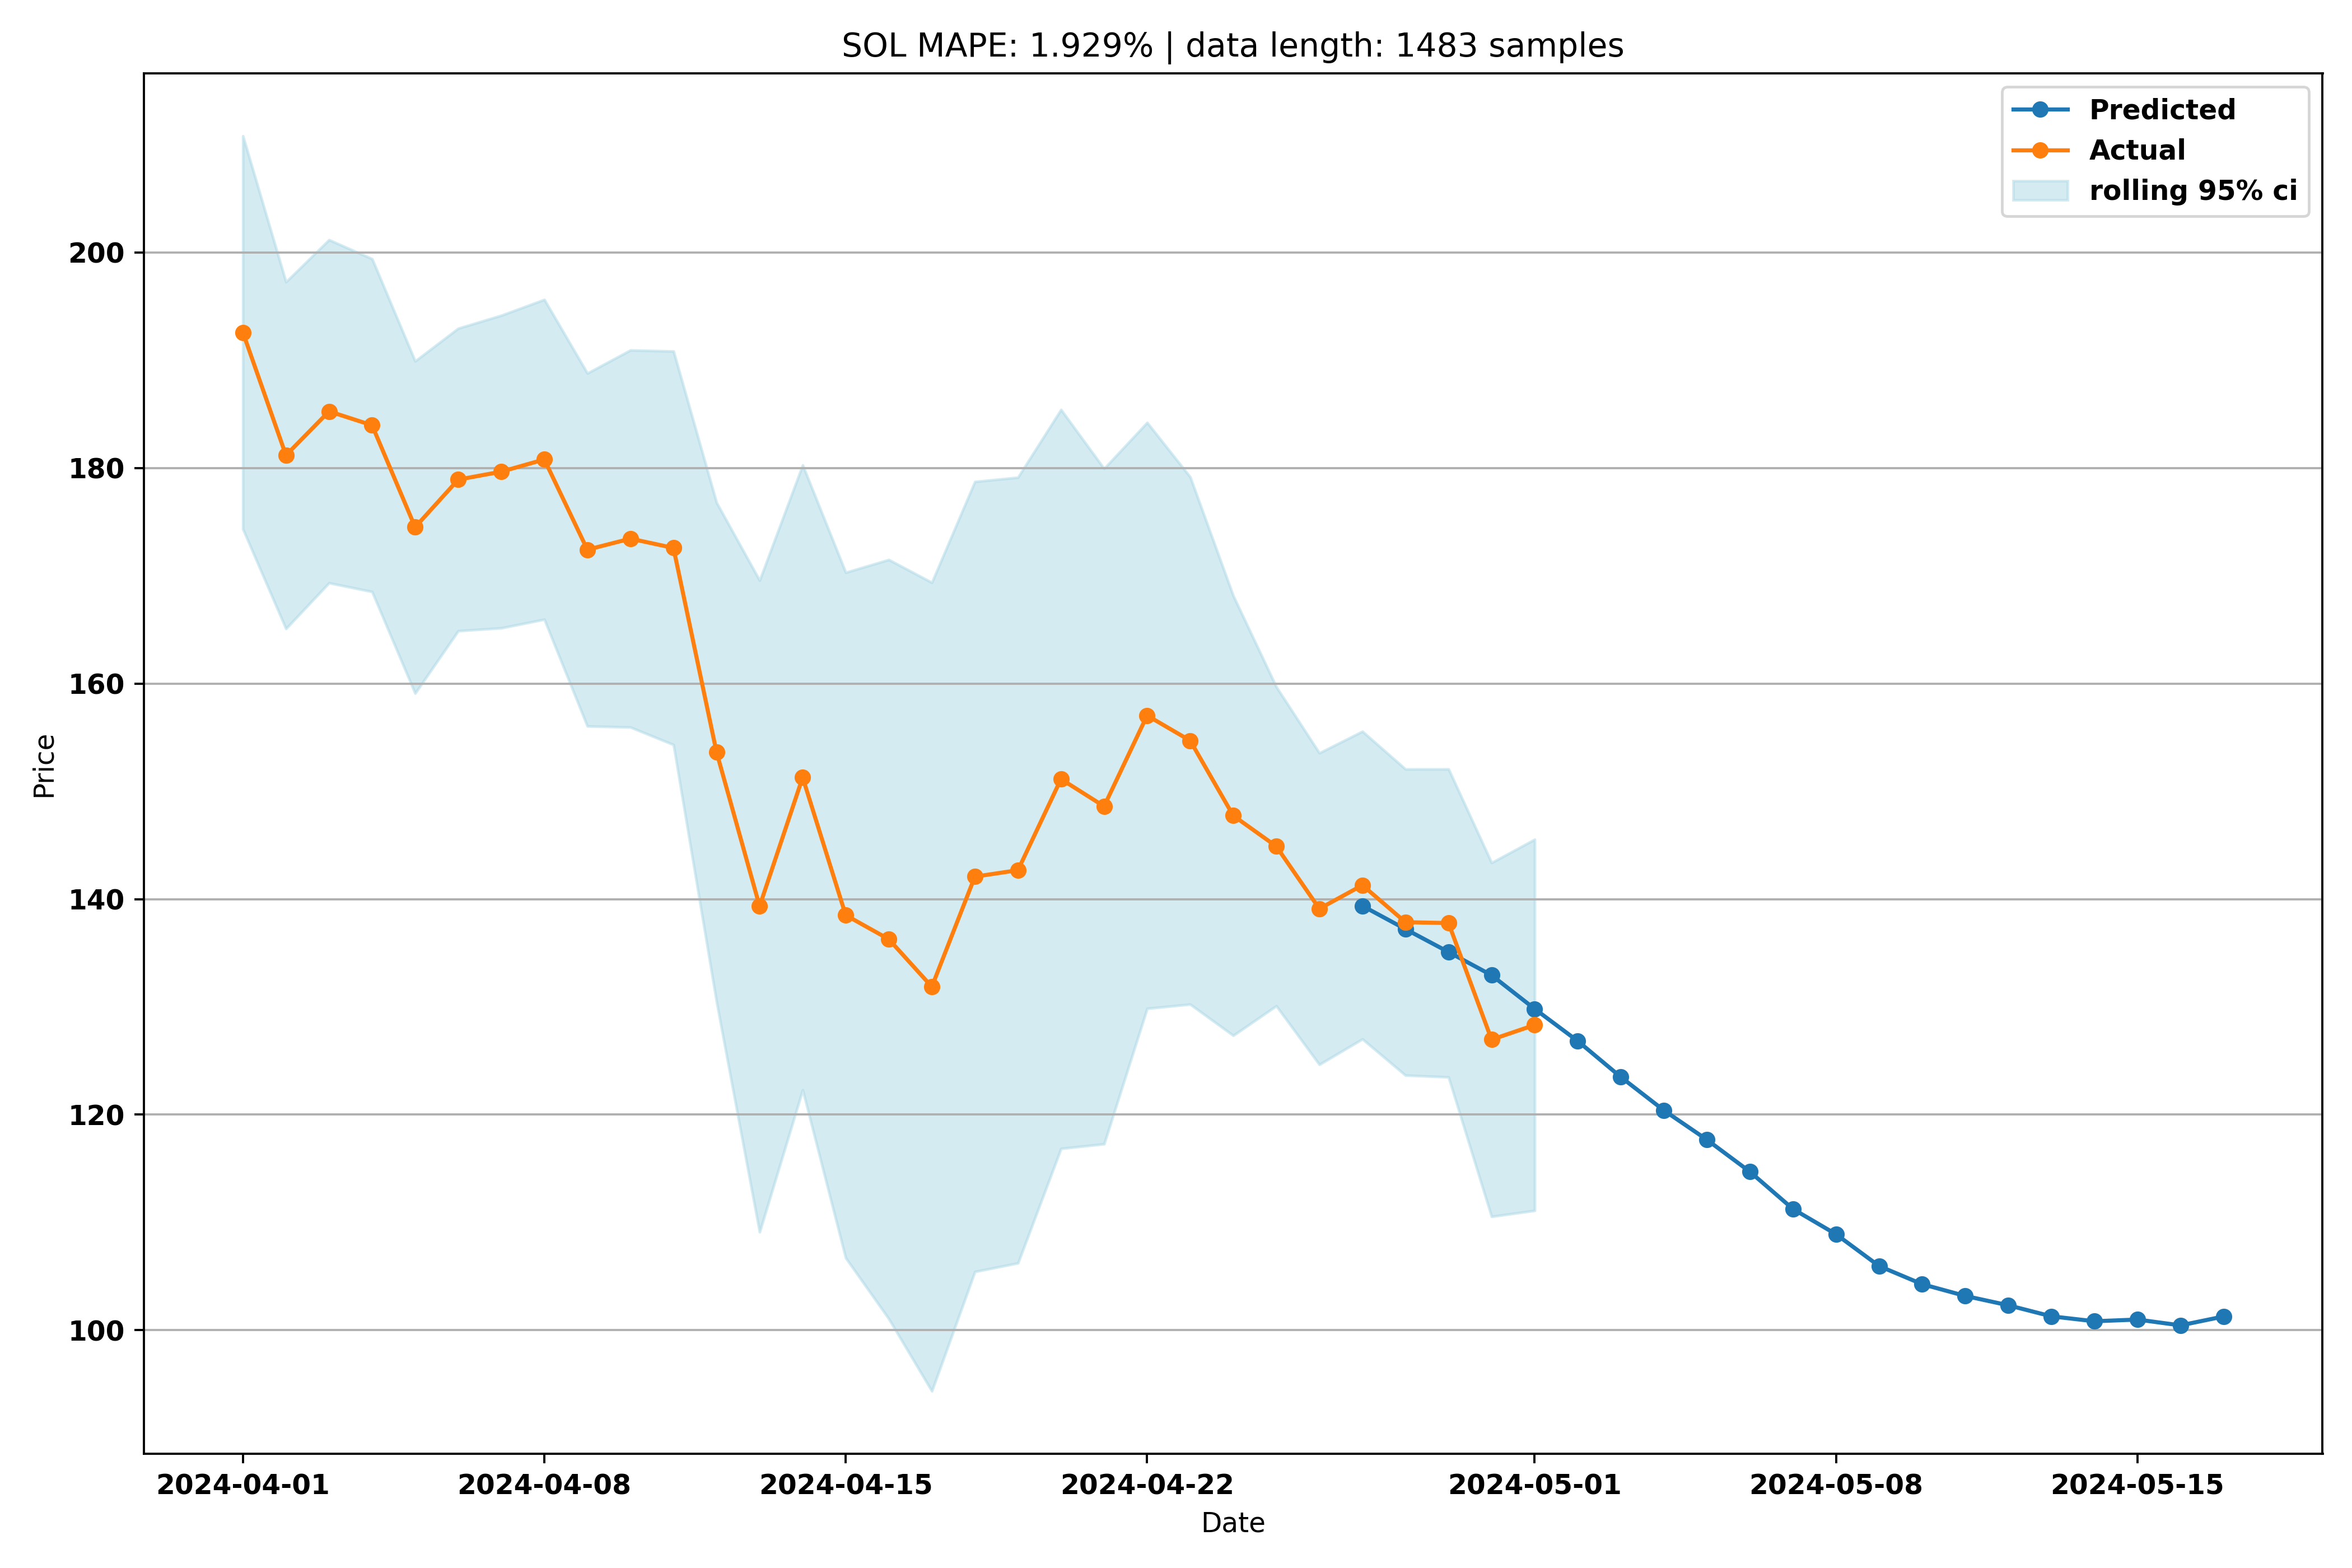 SOL MAPE: 1.929% | data length: 1483 samples
Predicted
Actual
rolling 95% ci
200
180
160
140
120
100
Price
2024-04-01
2024-04-08
2024-04-15
2024-04-22
2024-05-01
2024-05-08
2024-05-15
Date